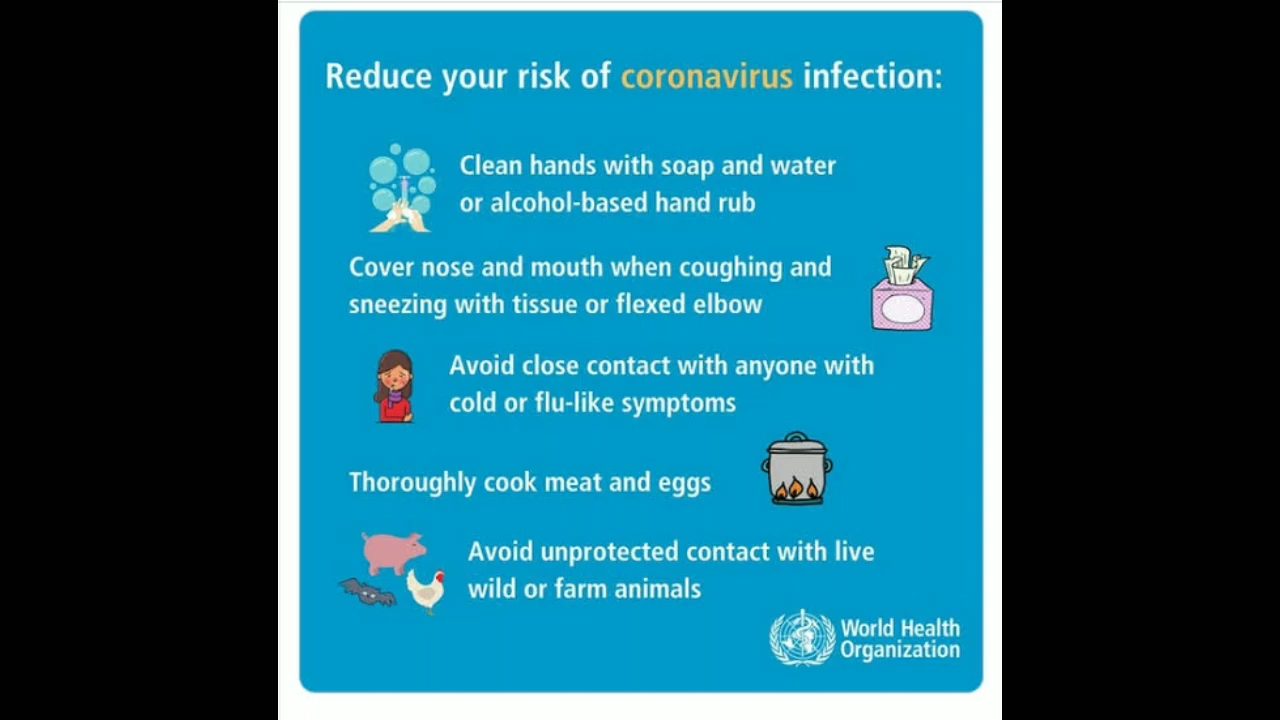 Reduce your risk of coronavirus infection:
Clean hands with soap and water
or alcohol-based hand rub
Cover nose and mouth when coughing and
sneezing with tissue or flexed elbow
Avoid close contact with anyone with
cold or flu-like symptoms
Thoroughly cook meat and eggs
Avoid unprotected contact with live
wild or farm animals
World Health
Organization